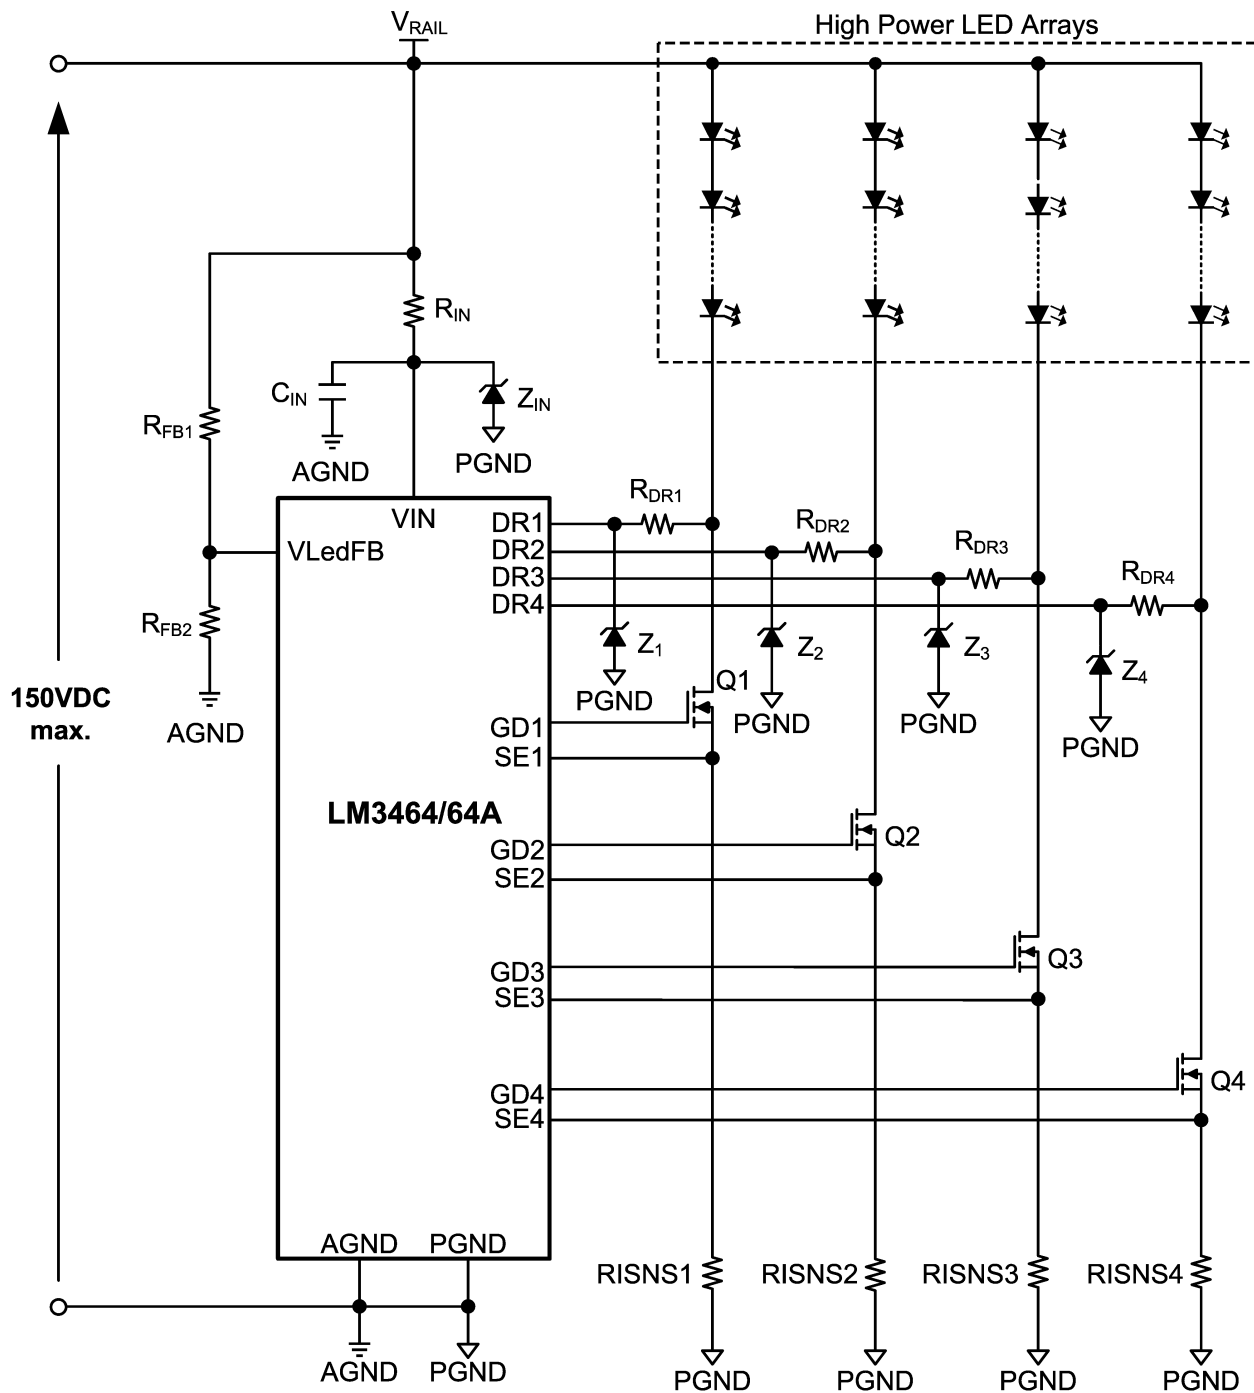 High Power LED Arrays
VRAIL
RIN
CIN
ZIN
RFB1
AGND
PGND
VIN
RDR1
DR1
RDR2
VLedFB
DR2
RDR3
DR3
RDR4
DR4
RFB2
Z1
Z2
Z3
Z4
150VDC
max.
Q1
PGND
AGND
GD1
PGND
PGND
PGND
SE1
LM3464/64A
GD2
Q2
SE2
GD3
Q3
SE3
GD4
Q4
SE4
AGND
PGND
RISNS1
RISNS2
RISNS3
RISNS4
AGND
PGND
PGND
PGND
PGND
PGND